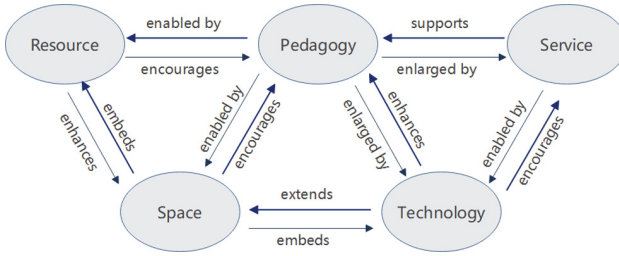 enabled by
supports
Resource
Pedagogy
Service
encourages
enlarged by
enhances
embeds
enabled by
encourages
enlarged by
enhances
enabled by
encourages
extends
Space
Technology
embeds